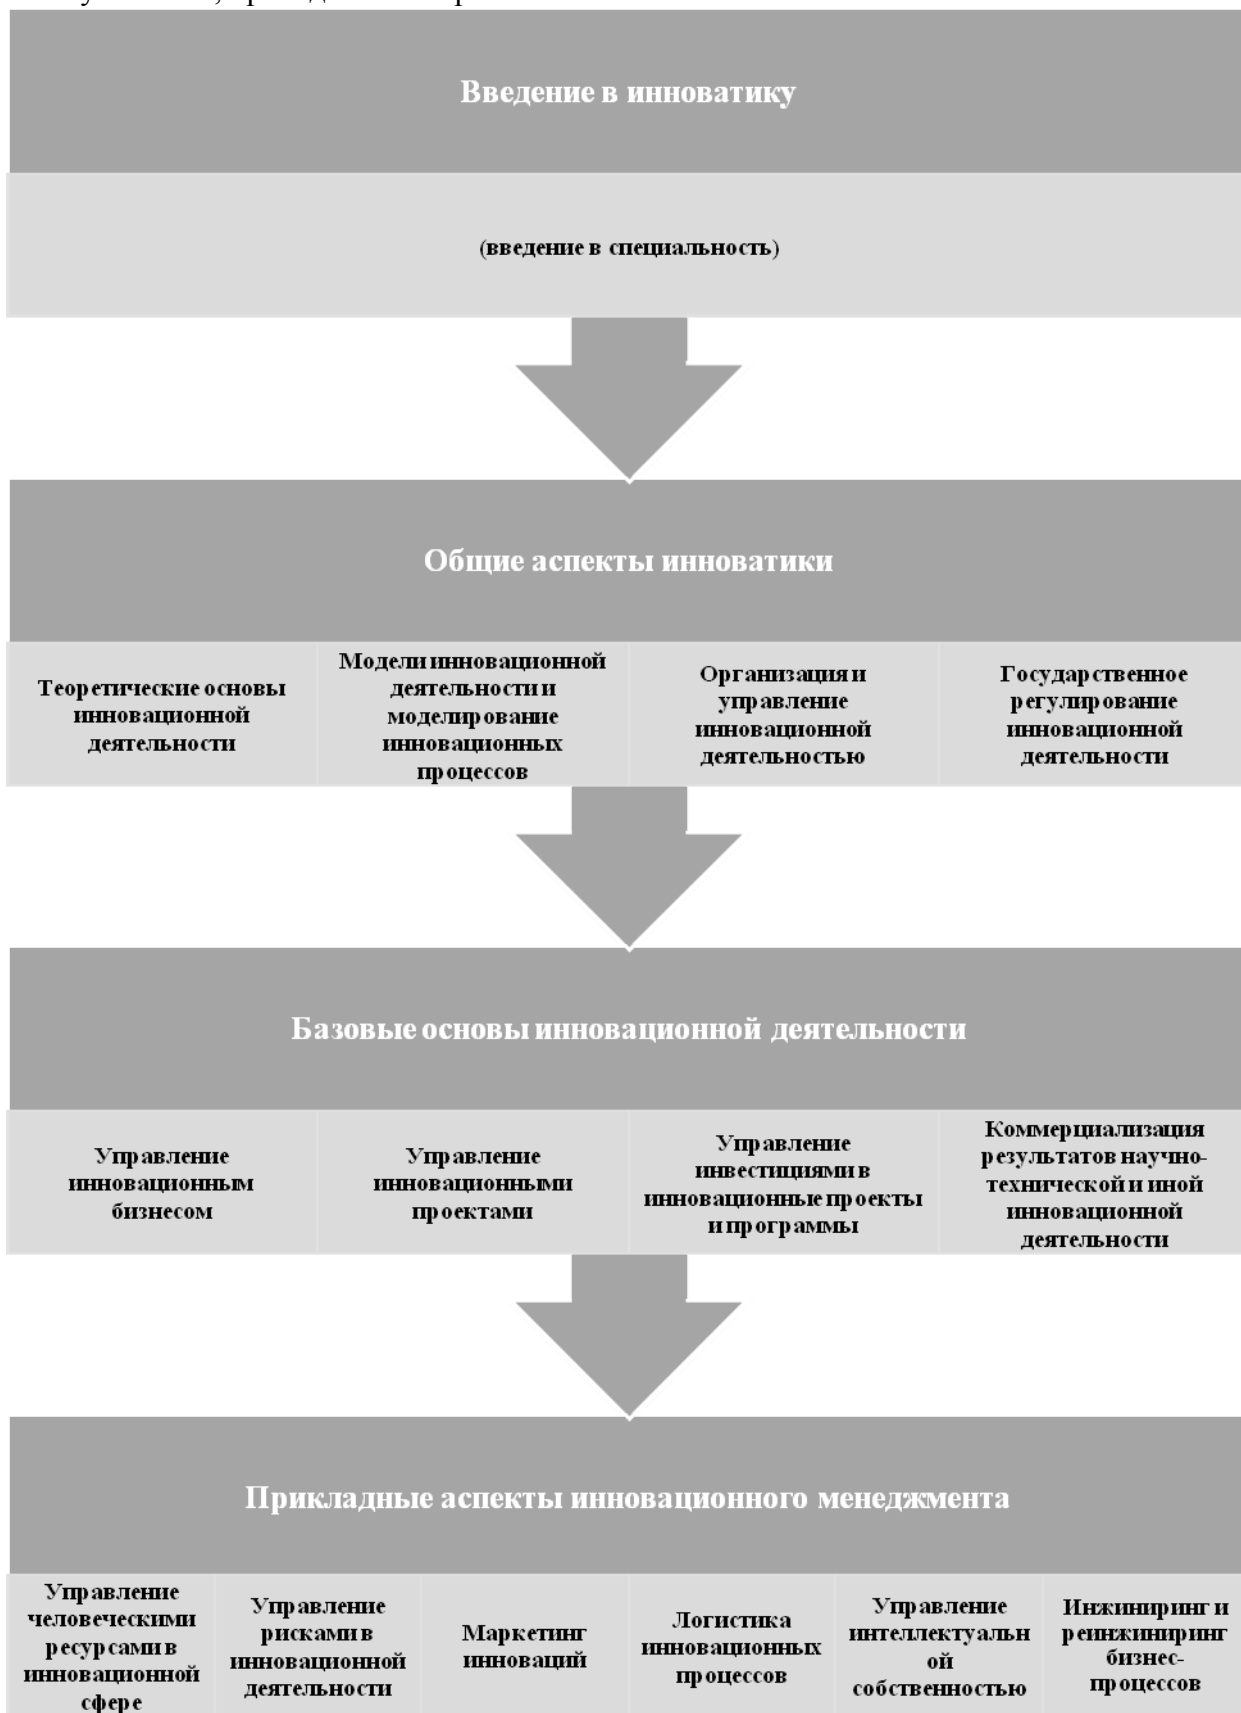 Введение в инноватику
(введение в специальность)
Общие аспекты инноватики
Теоретические основы
инновационной
деятельности
Модели инновационной
деятельности и
моделирование
инновационных
процессов
Организация и
управление
инновационной
деятельностью
Государственное
регулирование
инновационной
деятельности
Базовые основы инновационной деятельности
Управление
инновационным
бизнесом
Управление
инновационными
проектами
Управление
инвестициями в
инновационные проекты
и программы
Коммерциализация
результатов научно-
технической и иной
инновационной
деятельности
Прикладные аспекты инновационного менеджмента
Управление
человеческими
ресурсами в
инновационной
сфере
Управление
рисками в
инновационной
деятельности
Маркетинг
инноваций
Логистика
инновационных
процессов
Управление
интеллектуальн
ой
собственностью
Инжиниринг и
реинжиниринг
бизнес-
процессов